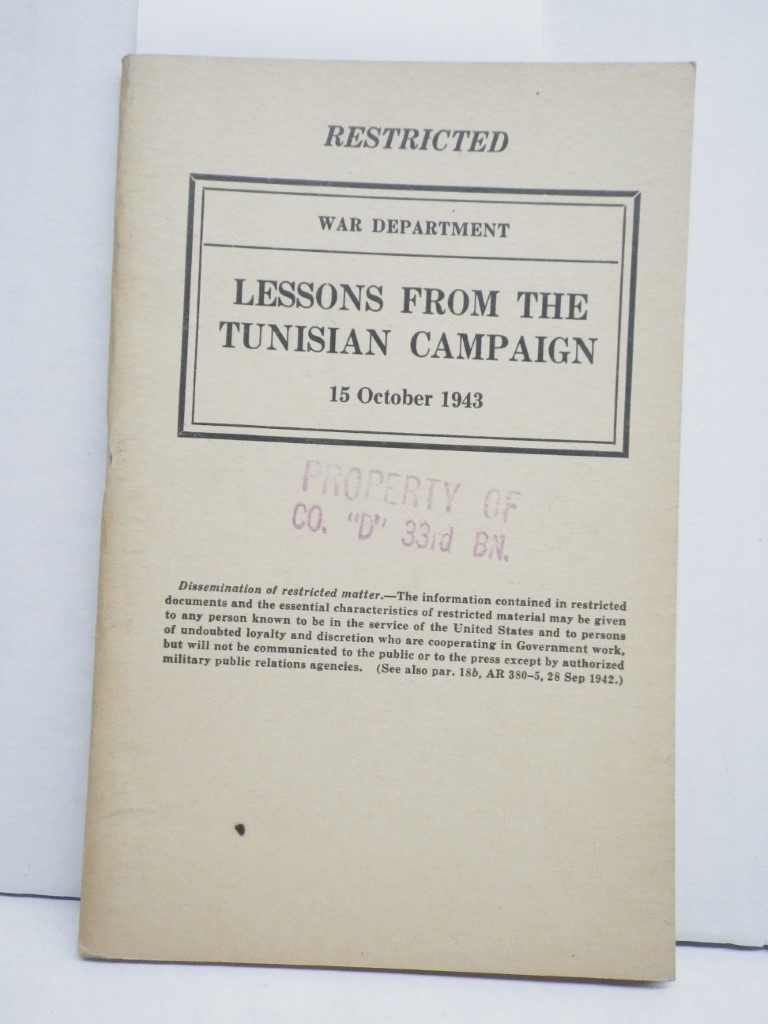 RESTRICTED
WAR DEPARTMENT
LESSONS FROM THE
TUNISIAN CAMPAIGN
15 October 1943
PROPERTY OF
CO. "D" 33rd BN.
Dissemination of restricted matter.—The information contained in restricted
documents and the essential characteristics of restricted material may be given
to any person known to be in the service of the United States and to persons
of undoubted loyalty and discretion who are cooperating in Government work,
but will not be communicated to the public or to the press except by authorized
military public relations agencies. (See also par. 18b, AR 380-5, 28 Sep 1942.)